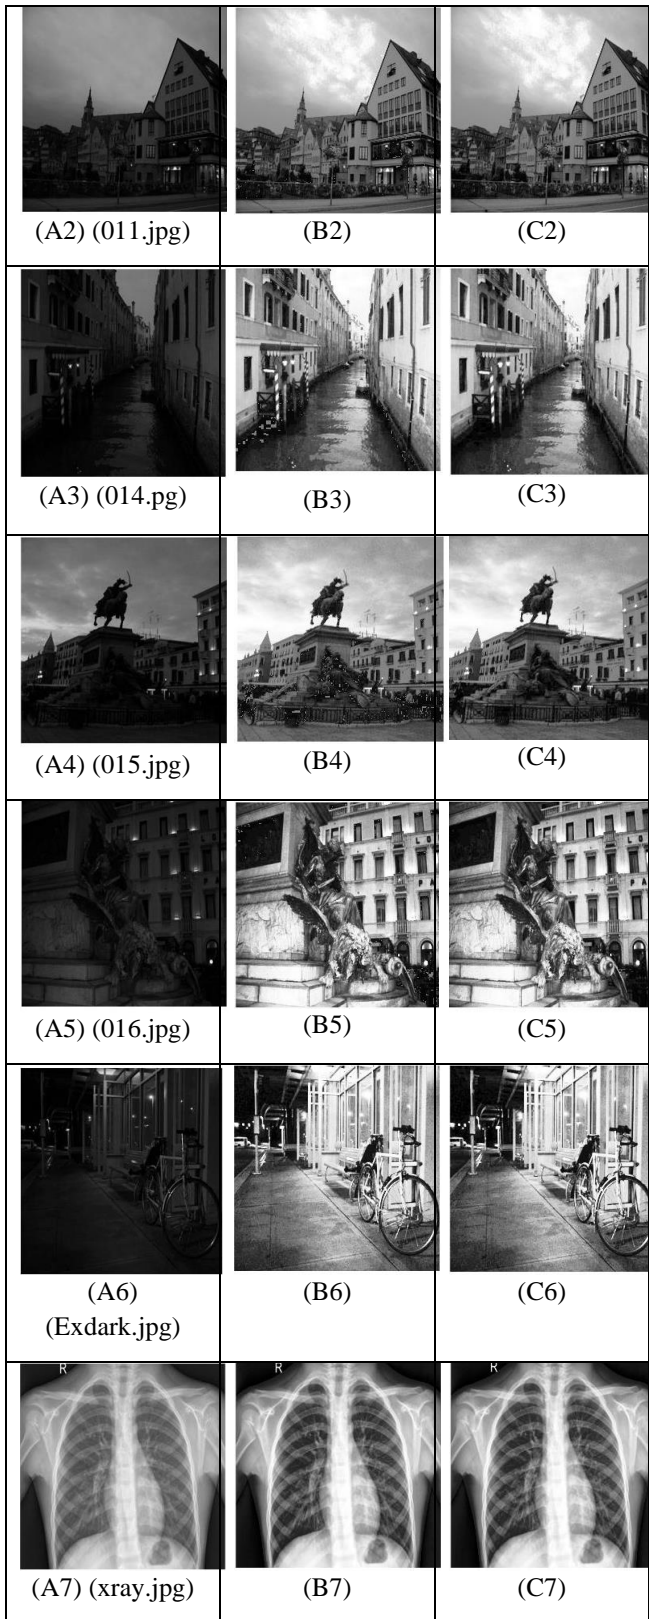 (A2) (011.jpg) (B2) (C2)
(A3) (014.pg) (B3) (C3)
(A4) (015.jpg) (B4) (C4)
(A5) (016.jpg) (B5) (C5)
(A6) (B6) (C6)
(Exdark.jpg)
R R R
(A7) (xray.jpg) (B7) (C7)